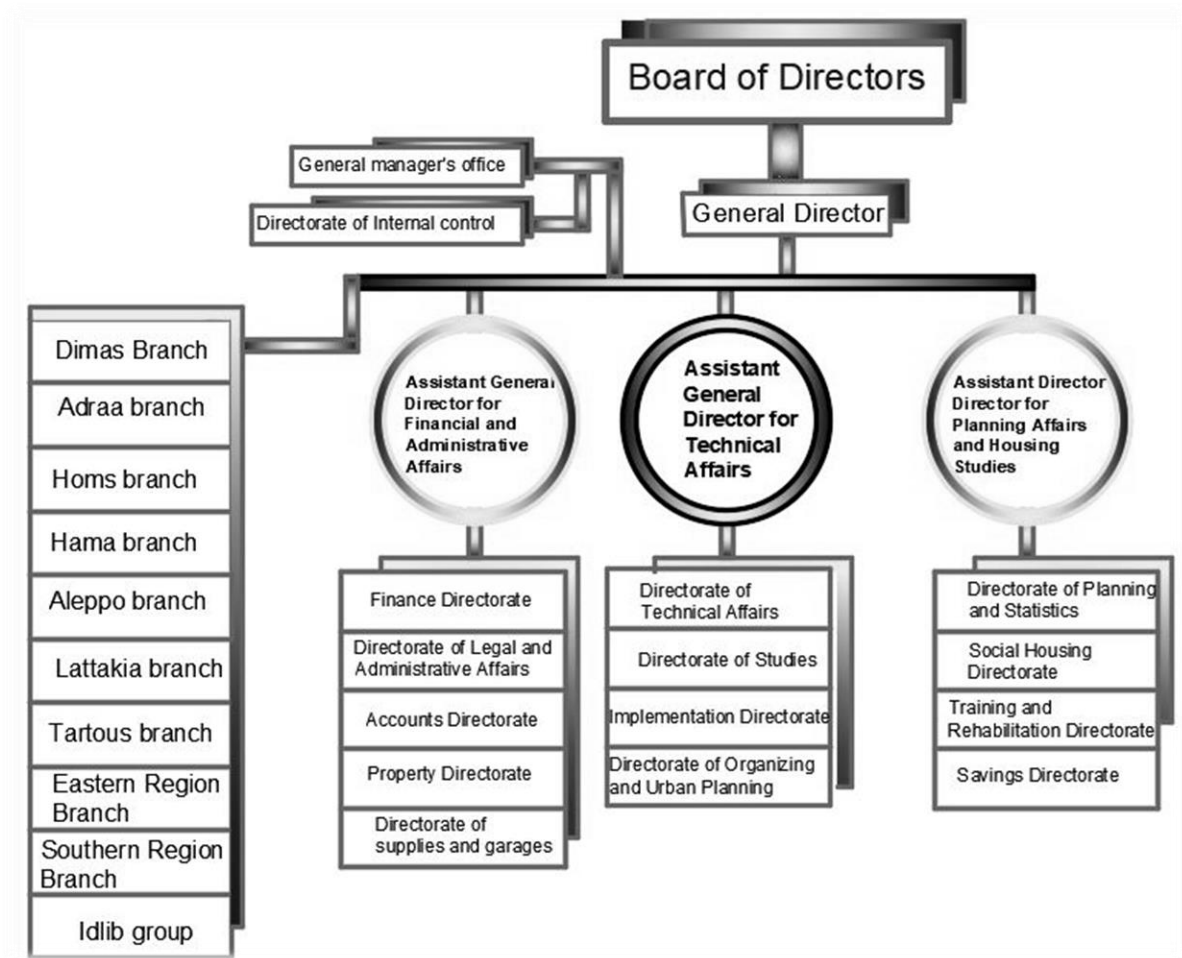 Board of Directors
General manager's office
Directorate of Internal control
General Director
Dimas Branch
Adraa branch
Homs branch
Hama branch
Aleppo branch
Lattakia branch
Tartous branch
Eastern Region
Branch
Southern Region
Branch
Idlib group
Assistant General
Director for
Financial and
Administrative
Affairs
Assistant
General
Director for
Technical
Affairs
Assistant Director
Director for
Planning Affairs
and Housing
Studies
Finance Directorate
Directorate of Legal and
Administrative Affairs
Accounts Directorate
Property Directorate
Directorate of
supplies and garages
Directorate of
Technical Affairs
Directorate of Studies
Implementation Directorate
Directorate of Organizing
and Urban Planning
Directorate of Planning
and Statistics
Social Housing
Directorate
Training and
Rehabilitation Directorate
Savings Directorate